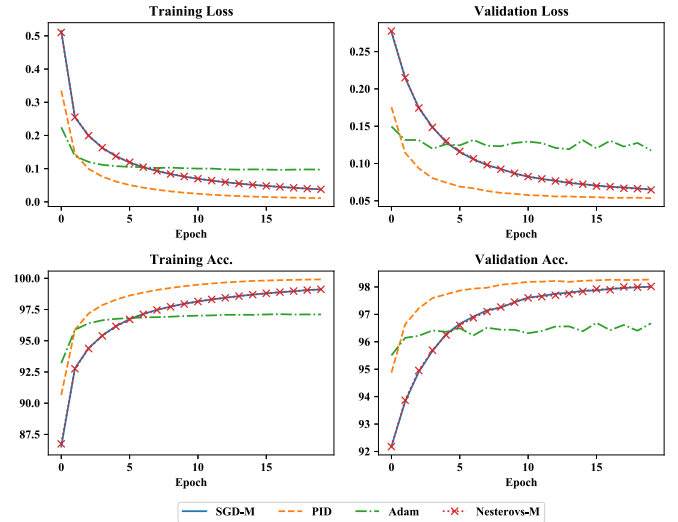 Training Loss
0.5
0.4
0.3
0.2
0.1
0.0
0 5 10 15
Epoch
Validation Loss
0.25
0.20
0.15
0.10
0.05
0 5 10 15
Epoch
Training Acc.
100.0
97.5
95.0
92.5
90.0
87.5
0 5 10 15
Epoch
Validation Acc.
98
97
96
95
94
93
92
0 5 10 15
Epoch
SGD-M PID Adam Nesterovs-M